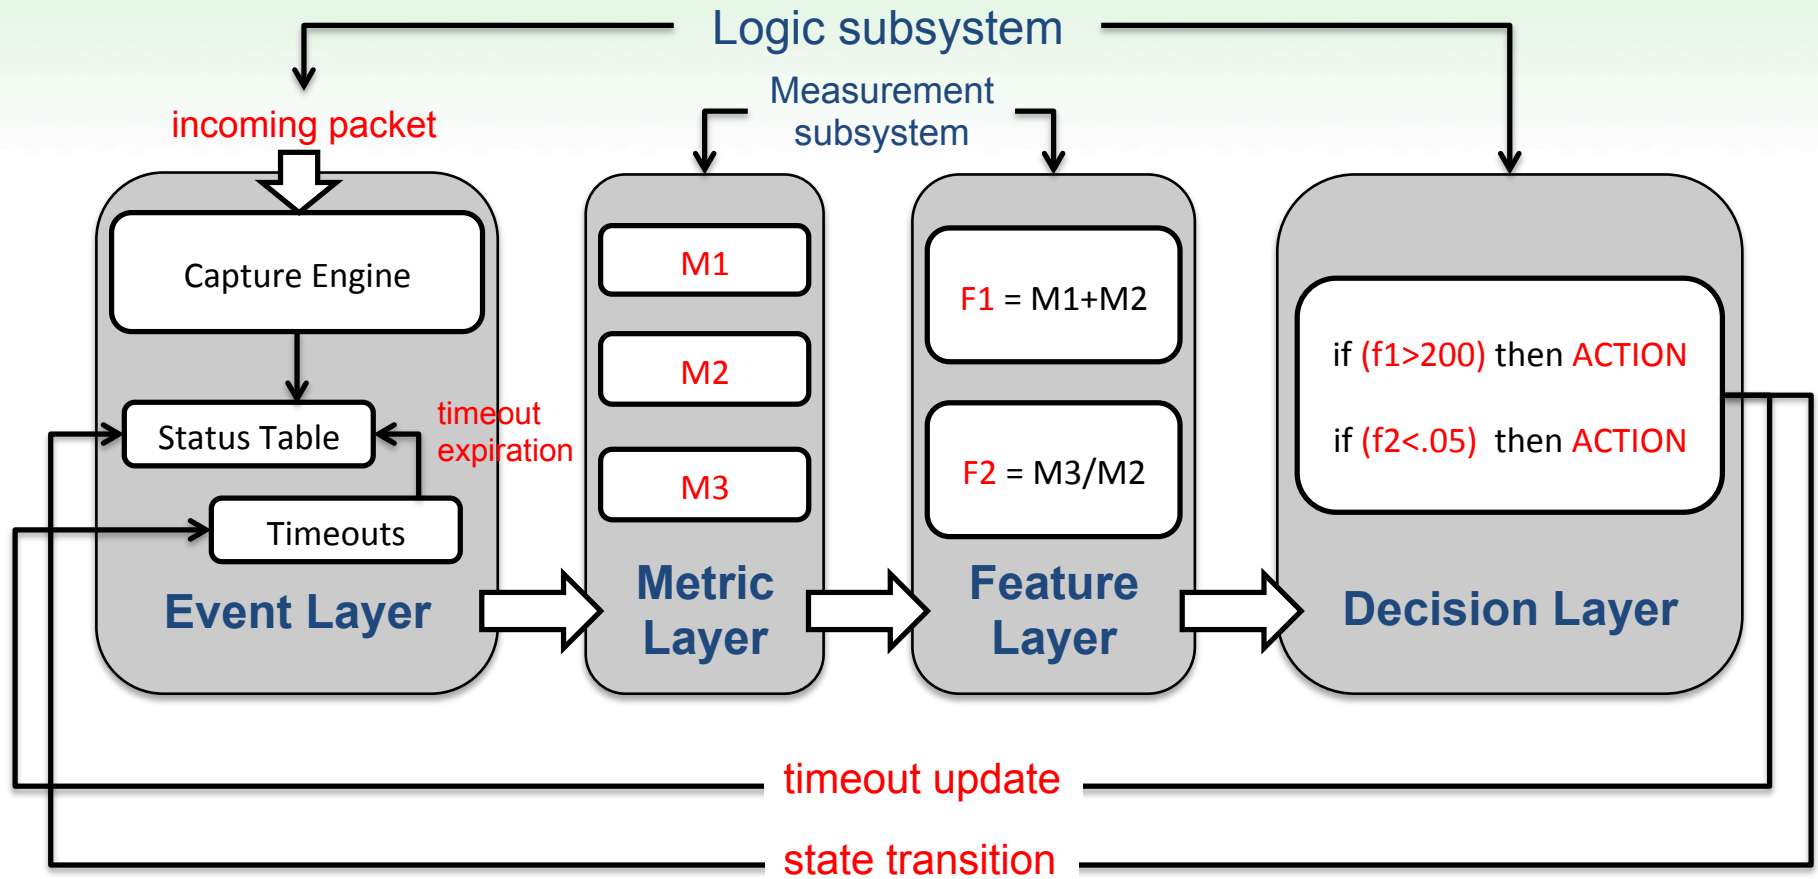 Logic subsystem
Measurement
subsystem
incoming packet
Capture Engine
Status Table
timeout
expiration
Timeouts
Event Layer
M1
M2
M3
Metric
Layer
F1 = M1+M2
F2 = M3/M2
Feature
Layer
if (f1>200) then ACTION
if (f2<.05) then ACTION
Decision Layer
timeout update
state transition